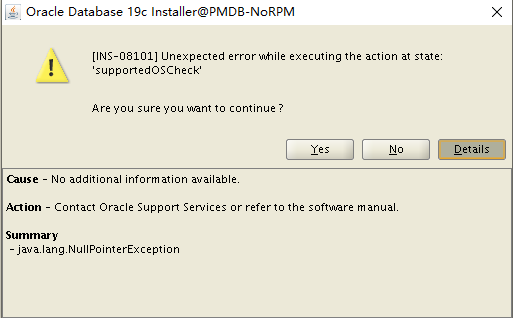 Oracle Database 19c Installer@PMDB-NoRPM
[INS-08101] Unexpected error while executing the action at state:
'supportedOSCheck'
Are you sure you want to continue?
Yes No Details
Cause - No additional information available.
Action - Contact Oracle Support Services or refer to the software manual.
Summary
- java.lang.NullPointerException